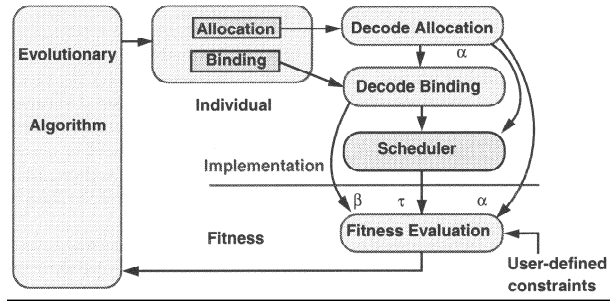 Evolutionary
Algorithm
Allocation
Binding
Individual
Decode Allocation
α
Decode Binding
Scheduler
Implementation
β
τ
α
Fitness Evaluation
Fitness
User-defined
constraints